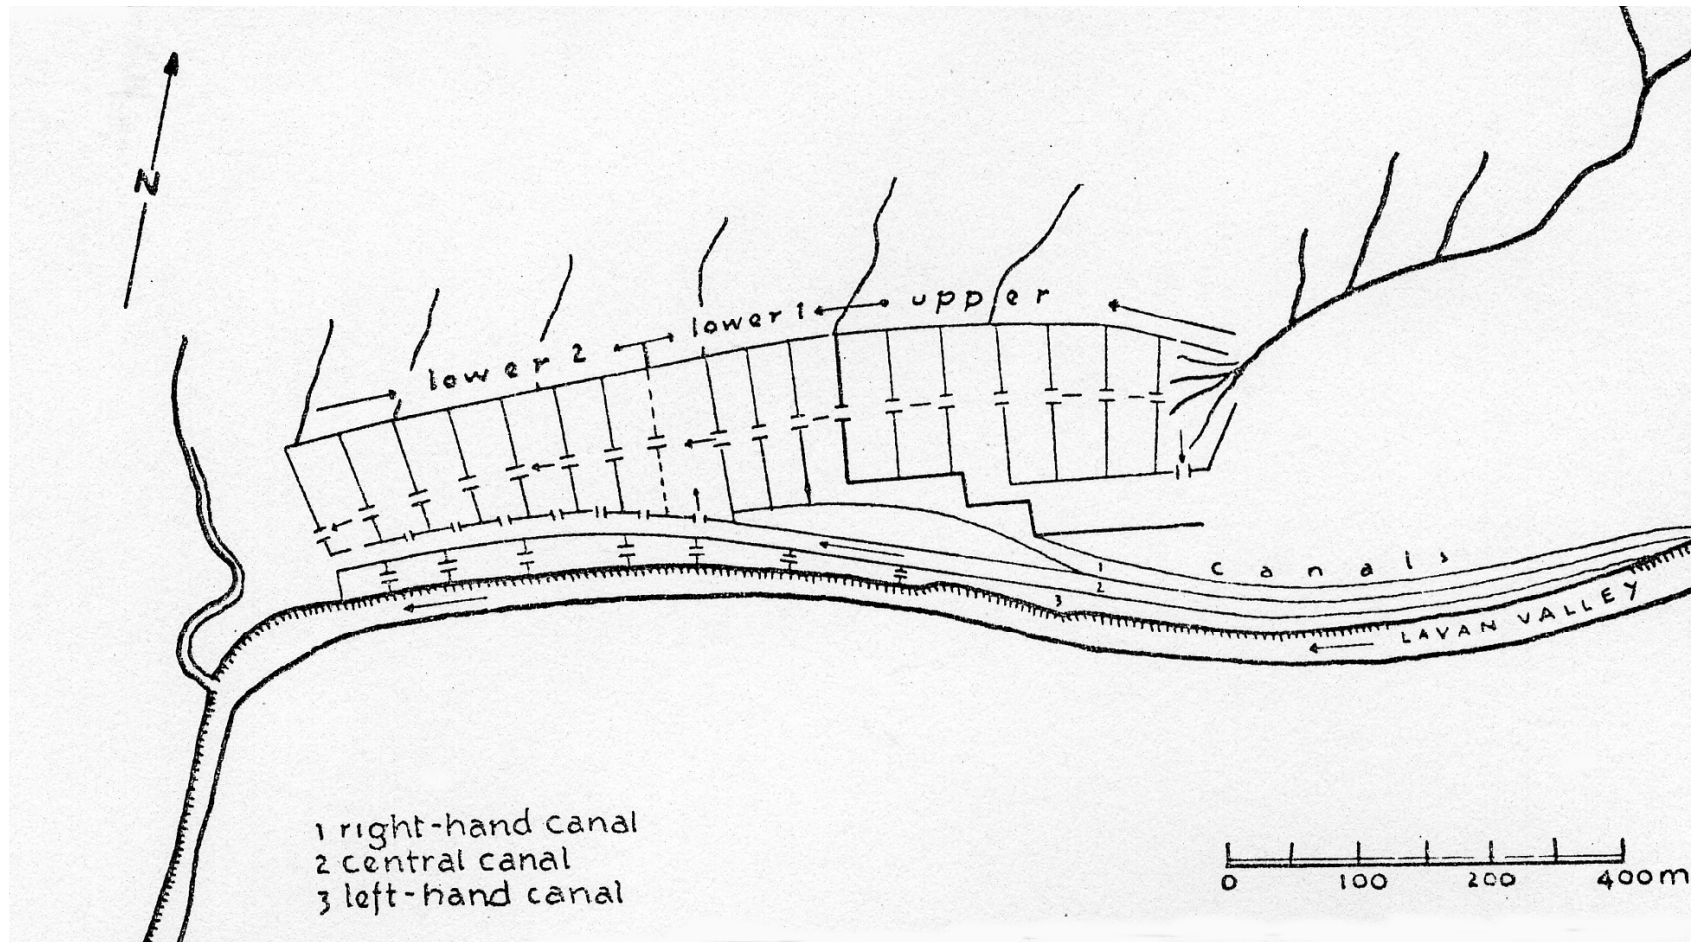 N
lower 2
lower 1
upper
1
2
3
canals
LAVAN VALLEY
1 right-hand canal
2 central canal
3 left-hand canal
0 100 200 400m